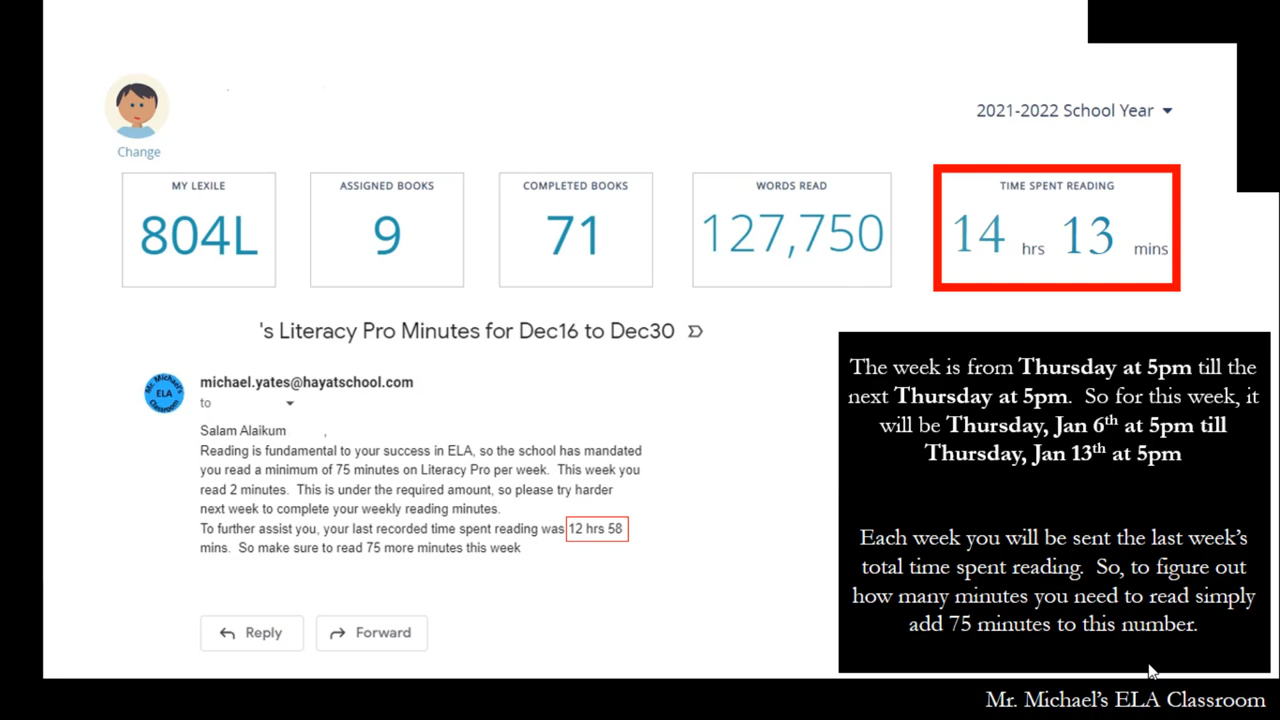 2021-2022 School Year
Change
MY LEXILE
804L
ASSIGNED BOOKS
9
COMPLETED BOOKS
71
WORDS READ
127,750
TIME SPENT READING
14 hrs 13 mins
's Literacy Pro Minutes for Dec16 to Dec30
Mr. Michael's
ELA
Classroom
michael.yates@hayatschool.com
to
Salam Alaikum ,
Reading is fundamental to your success in ELA, so the school has mandated
you read a minimum of 75 minutes on Literacy Pro per week. This week you
read 2 minutes. This is under the required amount, so please try harder
next week to complete your weekly reading minutes.
To further assist you, your last recorded time spent reading was 12 hrs 58
mins. So make sure to read 75 more minutes this week
Reply
Forward
The week is from Thursday at 5pm till the
next Thursday at 5pm. So for this week, it
will be Thursday, Jan 6th at 5pm till
Thursday, Jan 13th at 5pm
Each week you will be sent the last week's
total time spent reading. So, to figure out
how many minutes you need to read simply
add 75 minutes to this number.
Mr. Michael's ELA Classroom